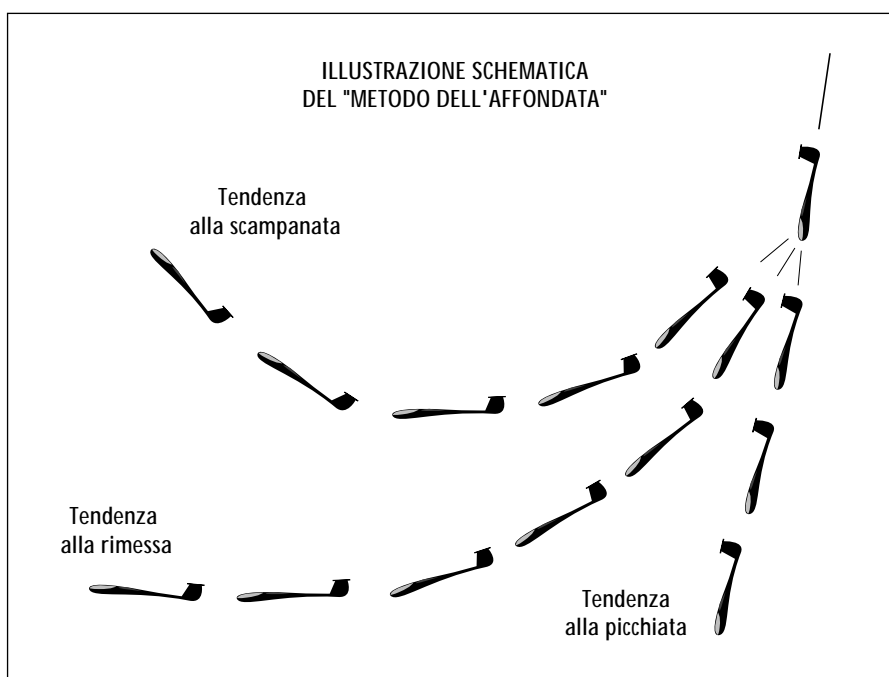 ILLUSTRAZIONE SCHEMATICA
DEL "METODO DELL'AFFONDATA"
Tendenza
alla scampanata
Tendenza
alla rimessa
Tendenza
alla picchiata